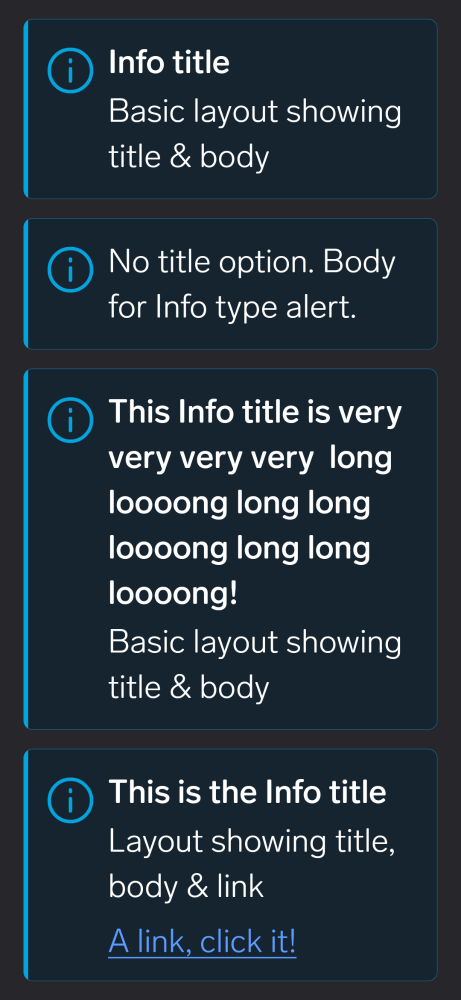 Info title
Basic layout showing
title & body
No title option. Body
for Info type alert.
This Info title is very
very very very  long
loooong long long
loooong long long
loooong!
Basic layout showing
title & body
This is the Info title
Layout showing title,
body & link
A link, click it!